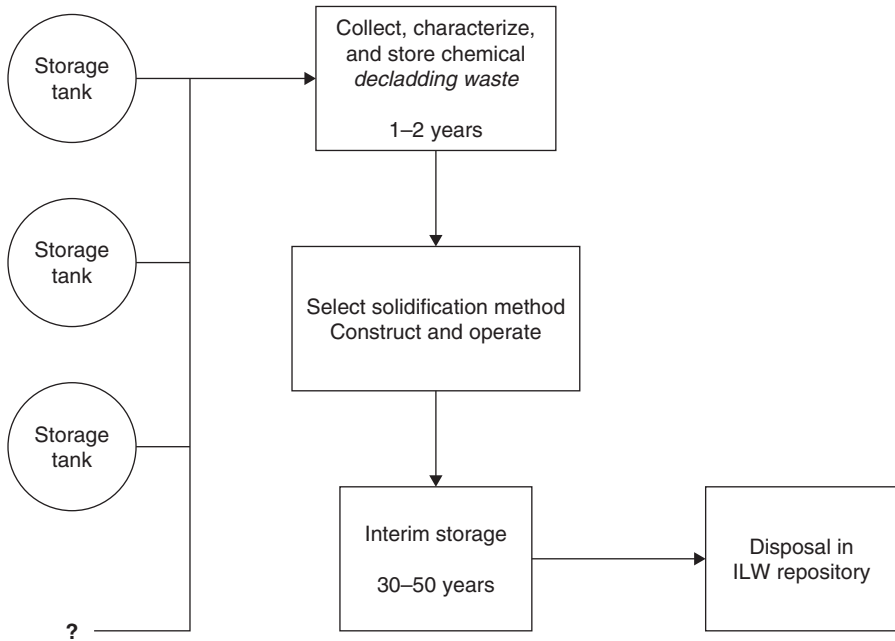 Storage
tank
Collect, characterize,
and store chemical
decladding waste
1–2 years
Storage
tank
Select solidification method
Construct and operate
Storage
tank
Interim storage
30–50 years
Disposal in
ILW repository
?